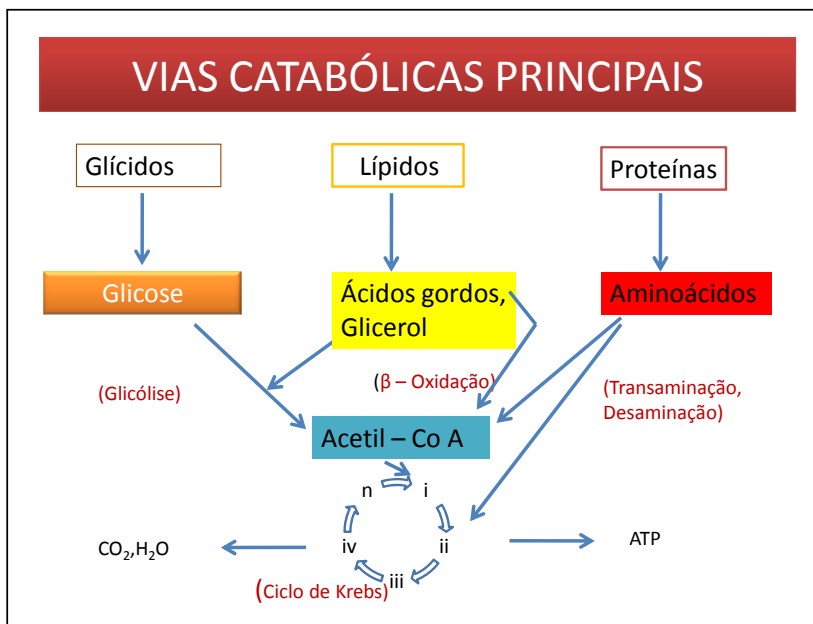 VIAS CATABÓLICAS PRINCIPAIS
Glícidos
Lípidos
Proteínas
Glicose
Ácidos gordos,
Glicerol
Aminoácidos
(Glicólise)
(β – Oxidação)
(Transaminação,
Desaminação)
Acetil – Co A
n
i
iv
ii
iii
CO₂,H₂O
ATP
(Ciclo de Krebs)